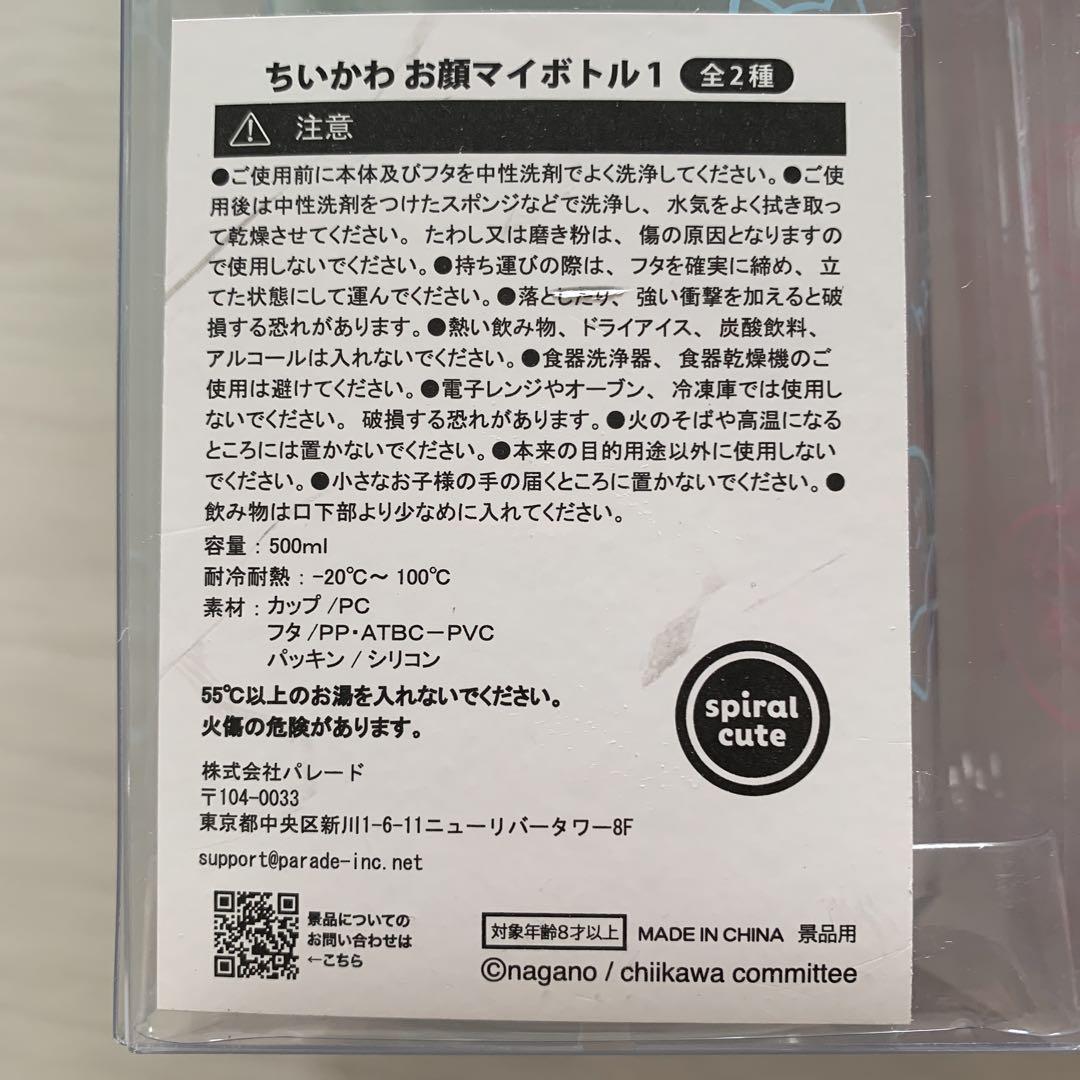 ちいかわ お顔マイボトル1 全2種
注意
●ご使用前に本体及びフタを中性洗剤でよく洗浄してください。●ご使
用後は中性洗剤をつけたスポンジなどで洗浄し、水気をよく拭き取っ
て乾燥させてください。たわし又は磨き粉は、傷の原因となりますの
で使用しないでください。●持ち運びの際は、フタを確実に締め、立
てた状態にして運んでください。●落としたり、強い衝撃を加えると破
損する恐れがあります。●熱い飲み物、ドライアイス、炭酸飲料、
アルコールは入れないでください。●食器洗浄器、食器乾燥機のご
使用は避けてください。●電子レンジやオーブン、冷凍庫では使用し
ないでください。破損する恐れがあります。●火のそばや高温になる
ところには置かないでください。●本来の目的用途以外に使用しない
でください。●小さなお子様の手の届くところに置かないでください。●
飲み物は口下部より少なめに入れてください。
容量：500ml
耐冷耐熱：-20℃～100℃
素材：カップ/PC
フタ/PP・ATBC－PVC
パッキン/シリコン
55℃以上のお湯を入れないでください。
火傷の危険があります。
spiral
cute
株式会社パレード
〒104-0033
東京都中央区新川1-6-11ニューリバータワー8F
support@parade-inc.net
景品についての
お問い合わせは
←こちら
対象年齢8才以上 MADE IN CHINA 景品用
©nagano / chiikawa committee